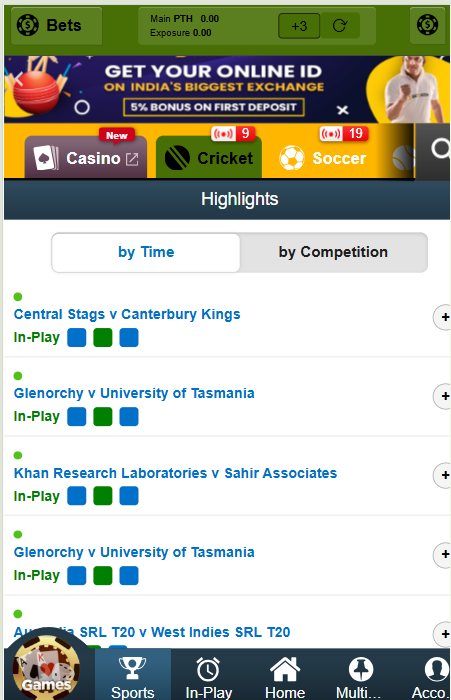 Bets
Main PTH 0.00
Exposure 0.00
+3
GET YOUR ONLINE ID
ON INDIA'S BIGGEST EXCHANGE
5% BONUS ON FIRST DEPOSIT
New
Casino
9
Cricket
19
Soccer
Highlights
by Time
by Competition
Central Stags v Canterbury Kings
In-Play
+
Glenorchy v University of Tasmania
In-Play
+
Khan Research Laboratories v Sahir Associates
In-Play
+
Glenorchy v University of Tasmania
In-Play
+
SRL T20 v West Indies SRL T20
+
A K
Games
Sports
In-Play
Home
Multi...
Acco...